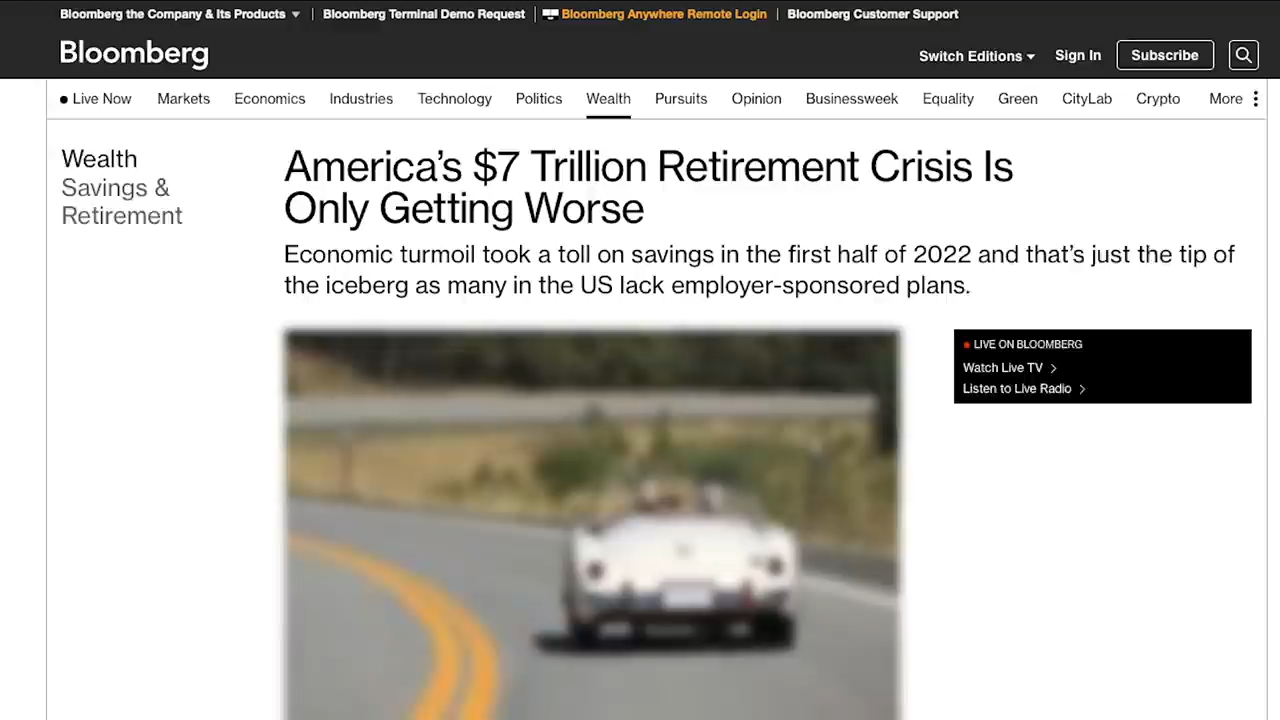 Bloomberg the Company & Its Products
Bloomberg Terminal Demo Request
Bloomberg Anywhere Remote Login
Bloomberg Customer Support
Bloomberg
Switch Editions
Sign In
Subscribe
Live Now
Markets
Economics
Industries
Technology
Politics
Wealth
Pursuits
Opinion
Businessweek
Equality
Green
CityLab
Crypto
More
Wealth
Savings &
Retirement
America's $7 Trillion Retirement Crisis Is
Only Getting Worse
Economic turmoil took a toll on savings in the first half of 2022 and that's just the tip of
the iceberg as many in the US lack employer-sponsored plans.
LIVE ON BLOOMBERG
Watch Live TV
Listen to Live Radio